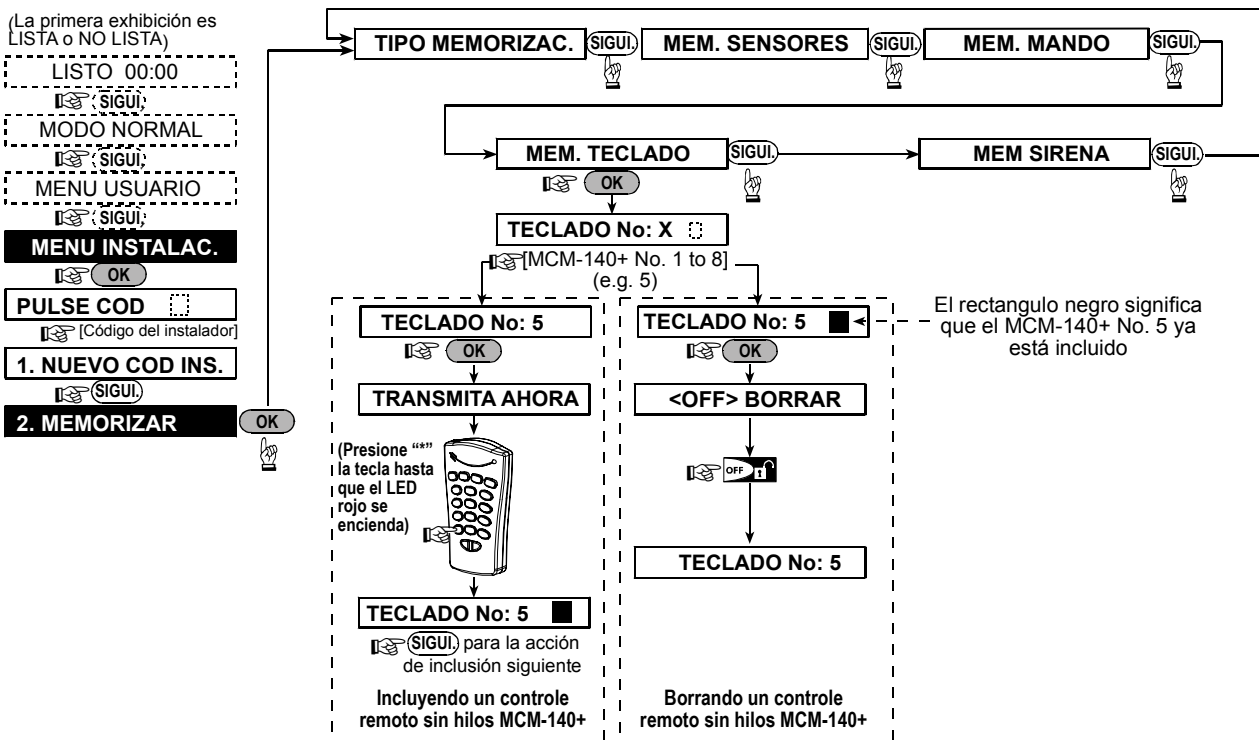 (La primera exhibición es
LISTA o NO LISTA)
LISTO 00:00
SIGUI.
MODO NORMAL
SIGUI.
MENU USUARIO
SIGUI.
MENU INSTALAC.
OK
PULSE COD
[Código del instalador]
1. NUEVO COD INS.
SIGUI.
2. MEMORIZAR
OK
TIPO MEMORIZAC.
SIGUI.
MEM. SENSORES
SIGUI.
MEM. MANDO
SIGUI.
MEM. TECLADO
SIGUI.
MEM SIRENA
SIGUI.
OK
TECLADO No: X
[MCM-140+ No. 1 to 8]
(e.g. 5)
TECLADO No: 5
OK
TRANSMITA AHORA
(Presione “*”
la tecla hasta
que el LED
rojo se
encienda)
TECLADO No: 5
SIGUI. para la acción
de inclusión siguiente
Incluyendo un controle
remoto sin hilos MCM-140+
TECLADO No: 5
OK
<OFF> BORRAR
OFF
TECLADO No: 5
Borrando un controle
remoto sin hilos MCM-140+
El rectangulo negro significa
que el MCM-140+ No. 5 ya
está incluido